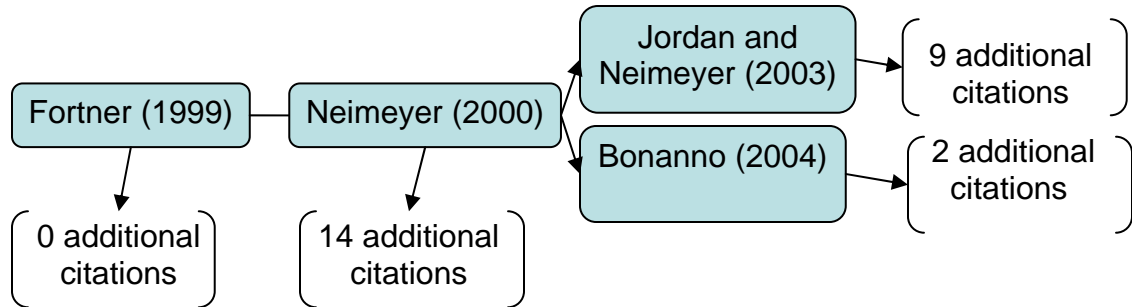 Fortner (1999)
0 additional
citations
Neimeyer (2000)
14 additional
citations
Jordan and
Neimeyer (2003)
9 additional
citations
Bonanno (2004)
2 additional
citations